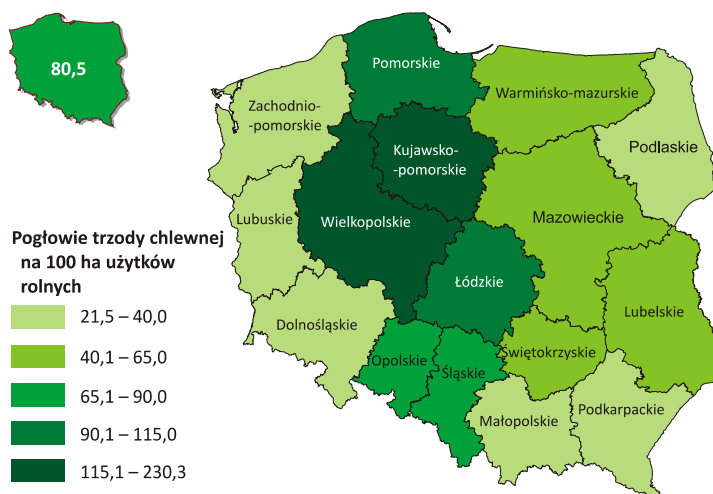 80,5
Pomorskie
Warmińsko-mazurskie
Zachodnio-
-pomorskie
Kujawsko-
-pomorskie
Podlaskie
Lubuskie
Wielkopolskie
Mazowieckie
Łódzkie
Lubelskie
Dolnośląskie
Opolskie
Śląskie
Świętokrzyskie
Małopolskie
Podkarpackie
Pogłowie trzody chlewnej
na 100 ha użytków
rolnych
21,5 – 40,0
40,1 – 65,0
65,1 – 90,0
90,1 – 115,0
115,1 – 230,3